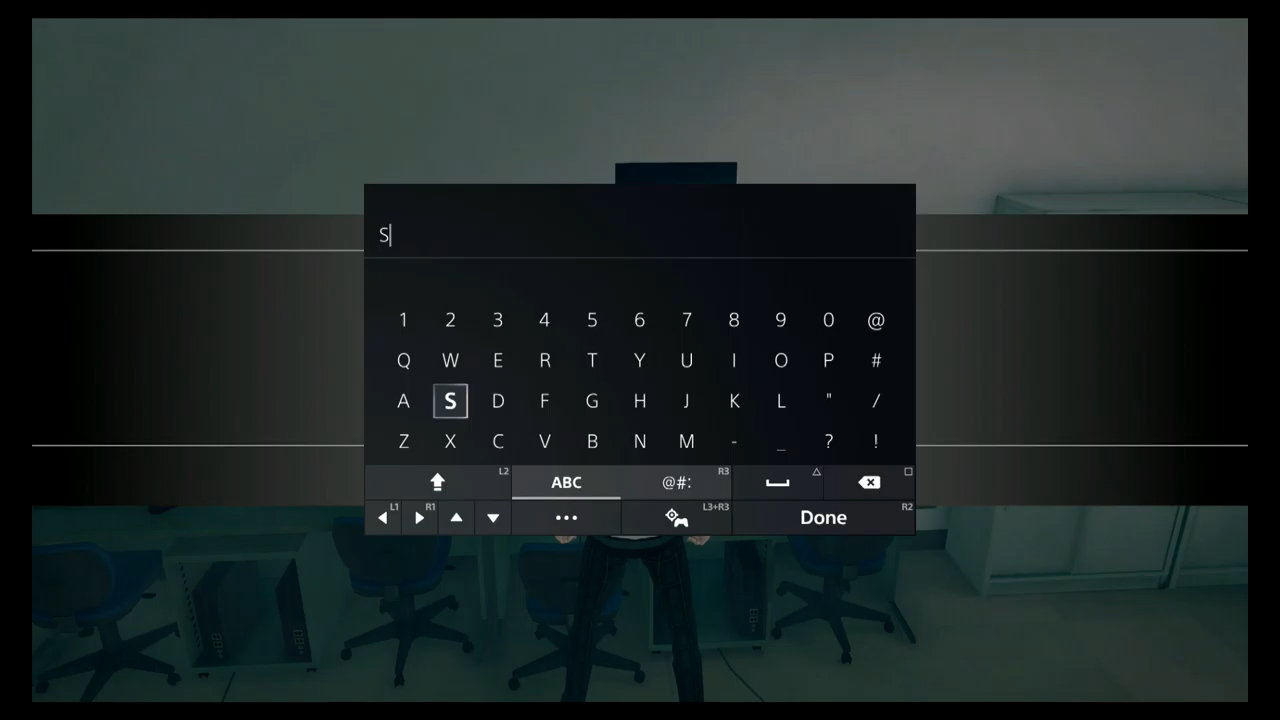 S
1 2 3 4 5 6 7 8 9 0 @
Q W E R T Y U I O P #
A S D F G H J K L " /
Z X C V B N M - _ ? !
L2 ABC @#: R3
L1 R1 ... L3+R3 Done R2